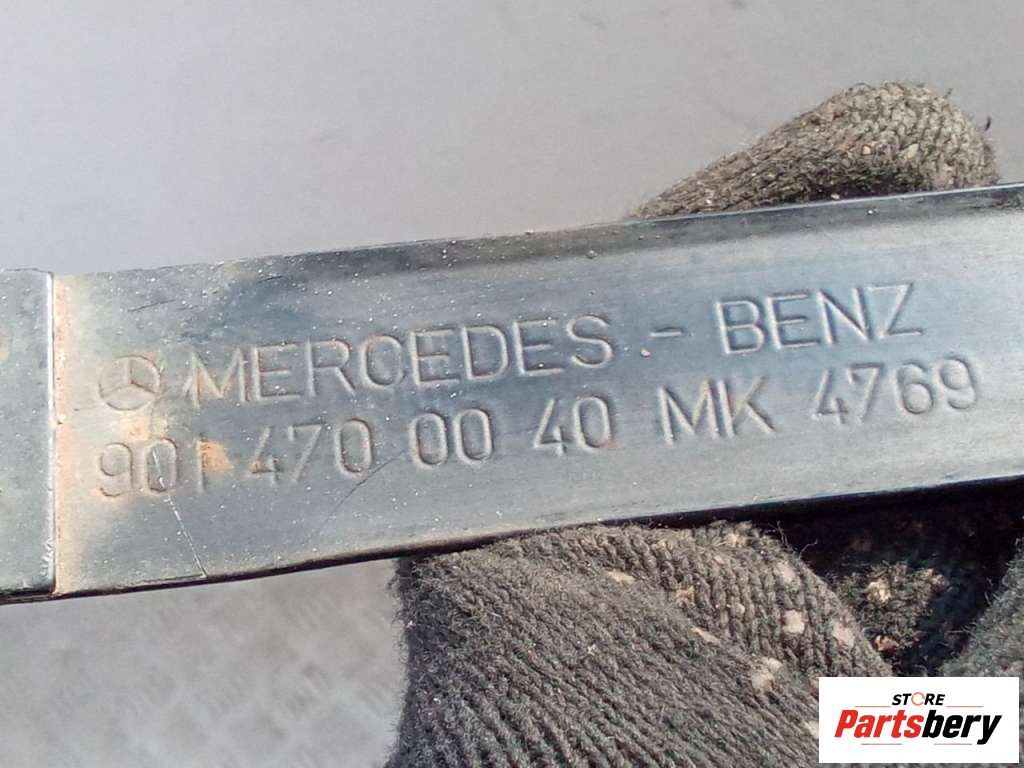 MERCEDES - BENZ
901 470 00 40 MK 4769
STORE
Partsbery